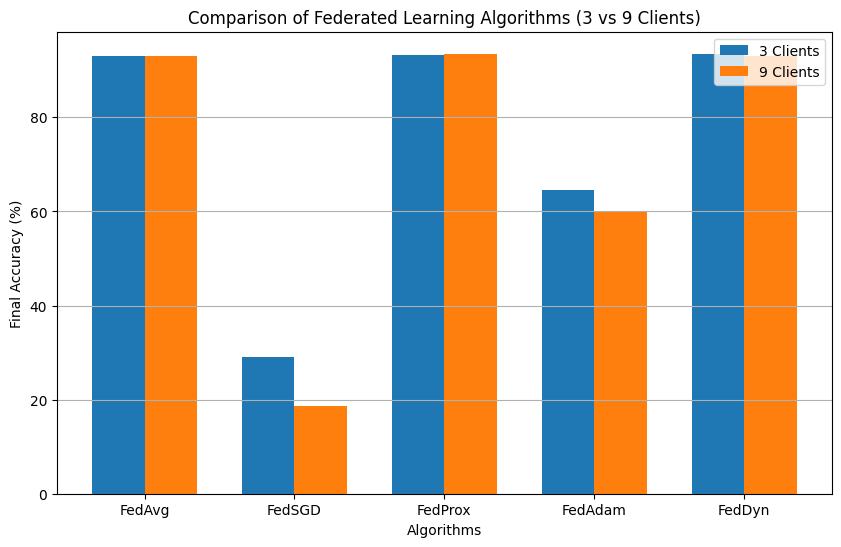 Comparison of Federated Learning Algorithms (3 vs 9 Clients)
3 Clients
9 Clients
Final Accuracy (%)
80
60
40
20
0
FedAvg FedSGD FedProx FedAdam FedDyn
Algorithms